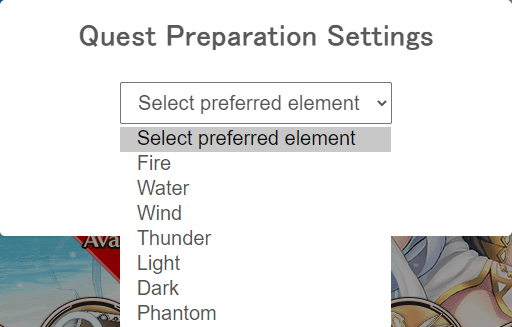 Quest Preparation Settings
Select preferred element
Select preferred element
Fire
Water
Wind
Thunder
Light
Dark
Phantom